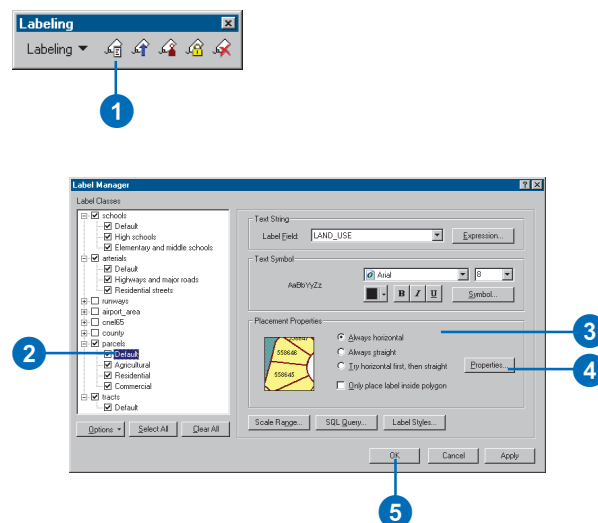 Labeling
Labeling
1
Label Manager
Label Classes
schools
Default
High schools
Elementary and middle schools
arterials
Default
Highways and major roads
Residential streets
runways
airport_area
cnel65
county
parcels
Default
Agricultural
Residential
Commercial
tracts
Default
Options
Select All
Clear All
Text String
Label Field:
LAND_USE
Expression...
Text Symbol
AaBbYyZz
Arial
8
B I U
Symbol...
Placement Properties
558646
558645
Always horizontal
Always straight
Try horizontal first, then straight
Only place label inside polygon
Properties...
Scale Range...
SQL Query...
Label Styles...
OK
Cancel
Apply
2
3
4
5